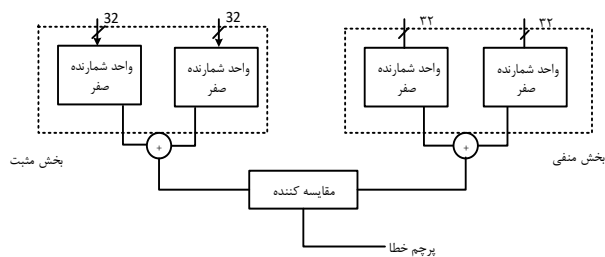 32
32
۳۲
۳۲
واحد شمارنده
صفر
واحد شمارنده
صفر
واحد شمارنده
صفر
واحد شمارنده
صفر
+
+
بخش مثبت
بخش منفی
مقایسه کننده
پرچم خطا